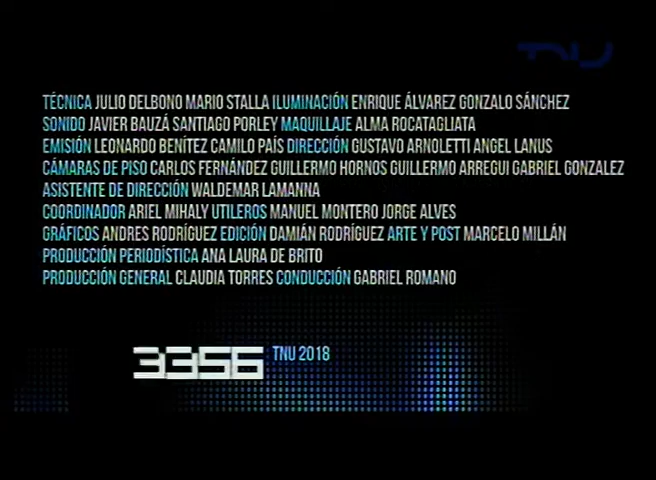 TNU
TÉCNICA JULIO DELBONO MARIO STALLA ILUMINACIÓN ENRIQUE ÁLVAREZ GONZALO SÁNCHEZ
SONIDO JAVIER BAUZÁ SANTIAGO PORLEY MAQUILLAJE ALMA ROCATAGLIATA
EMISIÓN LEONARDO BENÍTEZ CAMILO PAÍS DIRECCIÓN GUSTAVO ARNOLETTI ANGEL LANUS
CÁMARAS DE PISO CARLOS FERNÁNDEZ GUILLERMO HORNOS GUILLERMO ARREGUI GABRIEL GONZALEZ
ASISTENTE DE DIRECCIÓN WALDEMAR LAMANNA
COORDINADOR ARIEL MIHALY UTILEROS MANUEL MONTERO JORGE ALVES
GRÁFICOS ANDRES RODRÍGUEZ EDICIÓN DAMIÁN RODRÍGUEZ ARTE Y POST MARCELO MILLÁN
PRODUCCIÓN PERIODÍSTICA ANA LAURA DE BRITO
PRODUCCIÓN GENERAL CLAUDIA TORRES CONDUCCIÓN GABRIEL ROMANO
3356 TNU 2018